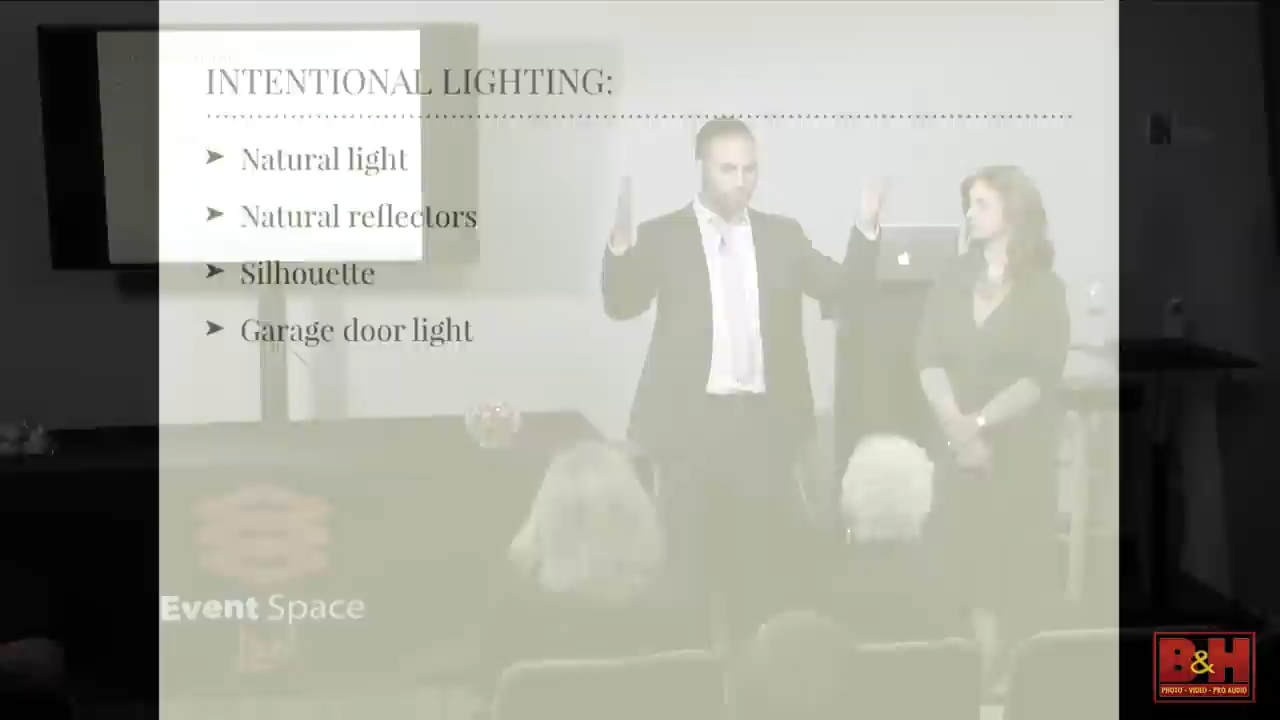 INTENTIONAL LIGHTING:
➤ Natural light
➤ Natural reflectors
➤ Silhouette
➤ Garage door light
Event Space
B&H
PHOTO - VIDEO - PRO AUDIO